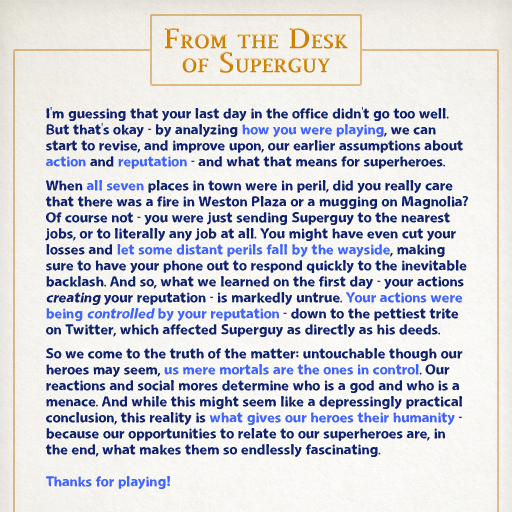 From the Desk
of Superguy
I'm guessing that your last day in the office didn't go too well.
But that's okay - by analyzing how you were playing, we can
start to revise, and improve upon, our earlier assumptions about
action and reputation - and what that means for superheroes.
When all seven places in town were in peril, did you really care
that there was a fire in Weston Plaza or a mugging on Magnolia?
Of course not - you were just sending Superguy to the nearest
jobs, or to literally any job at all. You might have even cut your
losses and let some distant perils fall by the wayside, making
sure to have your phone out to respond quickly to the inevitable
backlash. And so, what we learned on the first day - your actions
creating your reputation - is markedly untrue. Your actions were
being controlled by your reputation - down to the pettiest trite
on Twitter, which affected Superguy as directly as his deeds.
So we come to the truth of the matter: untouchable though our
heroes may seem, us mere mortals are the ones in control. Our
reactions and social mores determine who is a god and who is a
menace. And while this might seem like a depressingly practical
conclusion, this reality is what gives our heroes their humanity -
because our opportunities to relate to our superheroes are, in
the end, what makes them so endlessly fascinating.
Thanks for playing!